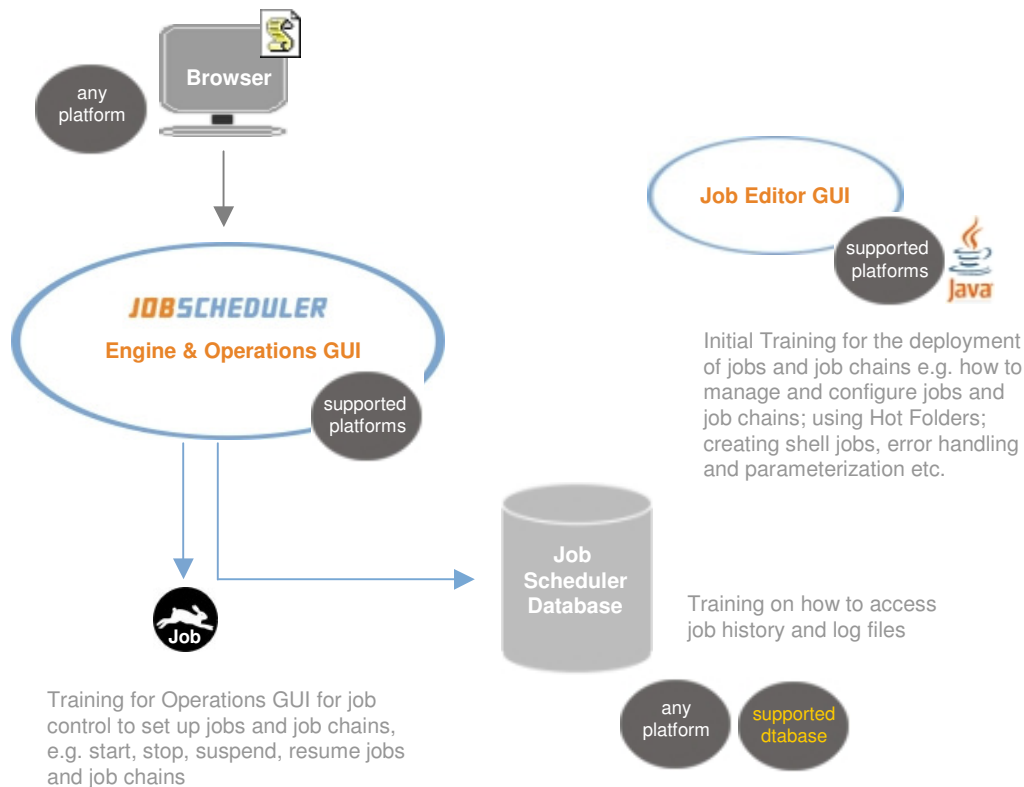 Browser
any
platform
Job Editor GUI
supported
platforms
Java
JOBSCHEDULER
Engine & Operations GUI
supported
platforms
Initial Training for the deployment
of jobs and job chains e.g. how to
manage and configure jobs and
job chains; using Hot Folders;
creating shell jobs, error handling
and parameterization etc.
Job
Scheduler
Database
Training on how to access
job history and log files
Job
Training for Operations GUI for job
control to set up jobs and job chains,
e.g. start, stop, suspend, resume jobs
and job chains
any
platform
supported
dtabase